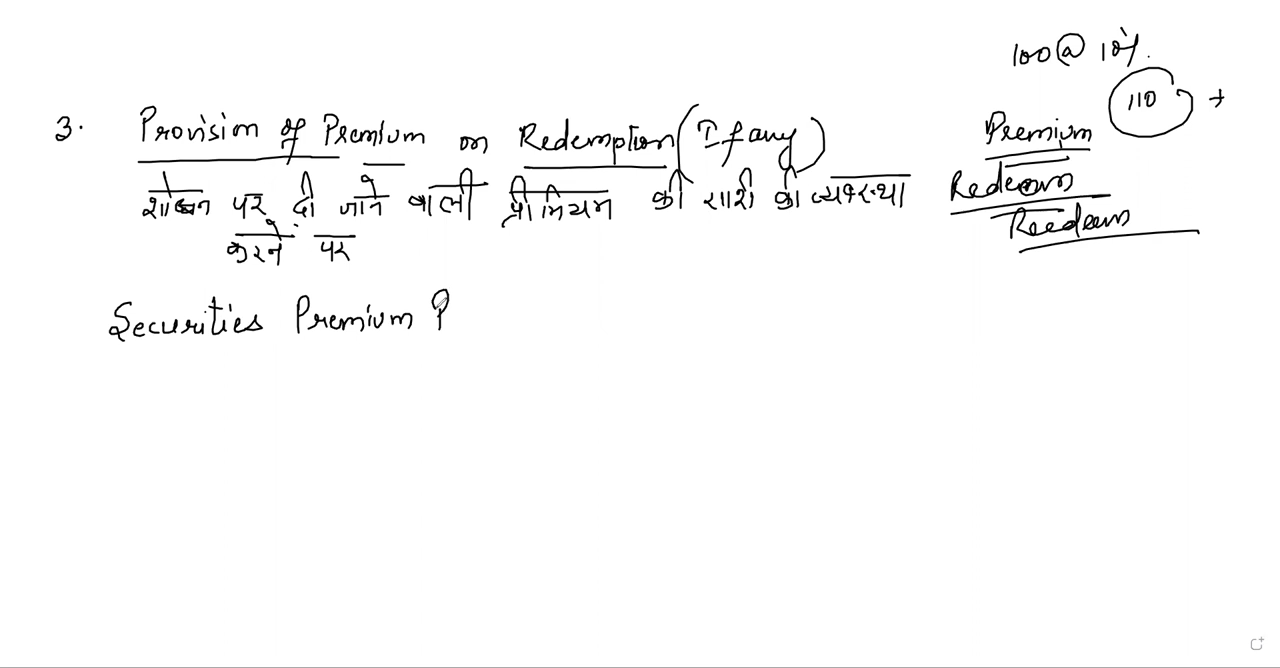 100 @ 10%.
3. Provision of Premium on Redemption (If any)
110 +
Premium
शोधन पर दी जाने वाली प्रीमियम की राशी की व्यवस्था
Redeem
करने पर
Reedeem
Securities Premium R